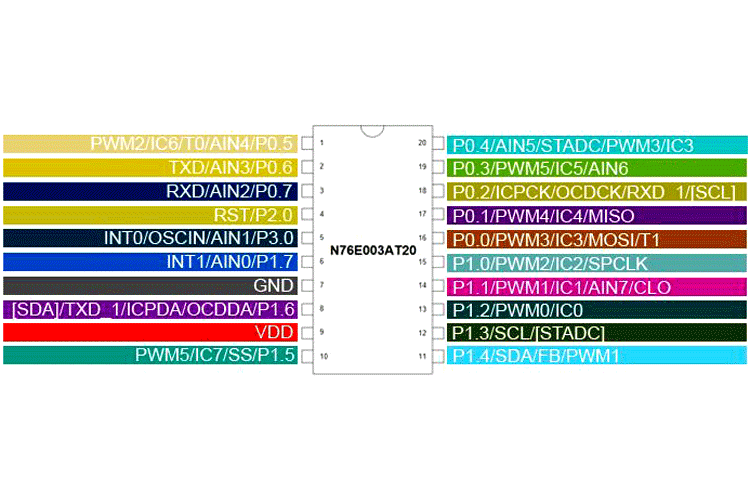 PWM2/IC6/T0/AIN4/P0.5 1 20 P0.4/AIN5/STADC/PWM3/IC3
TXD/AIN3/P0.6 2 19 P0.3/PWM5/IC5/AIN6
RXD/AIN2/P0.7 3 18 P0.2/ICPCK/OCDCK/RXD_1/[SCL]
RST/P2.0 4 17 P0.1/PWM4/IC4/MISO
INT0/OSCIN/AIN1/P3.0 5 16 P0.0/PWM3/IC3/MOSI/T1
N76E003AT20
INT1/AIN0/P1.7 6 15 P1.0/PWM2/IC2/SPCLK
GND 7 14 P1.1/PWM1/IC1/AIN7/CLO
[SDA]/TXD_1/ICPDA/OCDDA/P1.6 8 13 P1.2/PWM0/IC0
VDD 9 12 P1.3/SCL/[STADC]
PWM5/IC7/SS/P1.5 10 11 P1.4/SDA/FB/PWM1